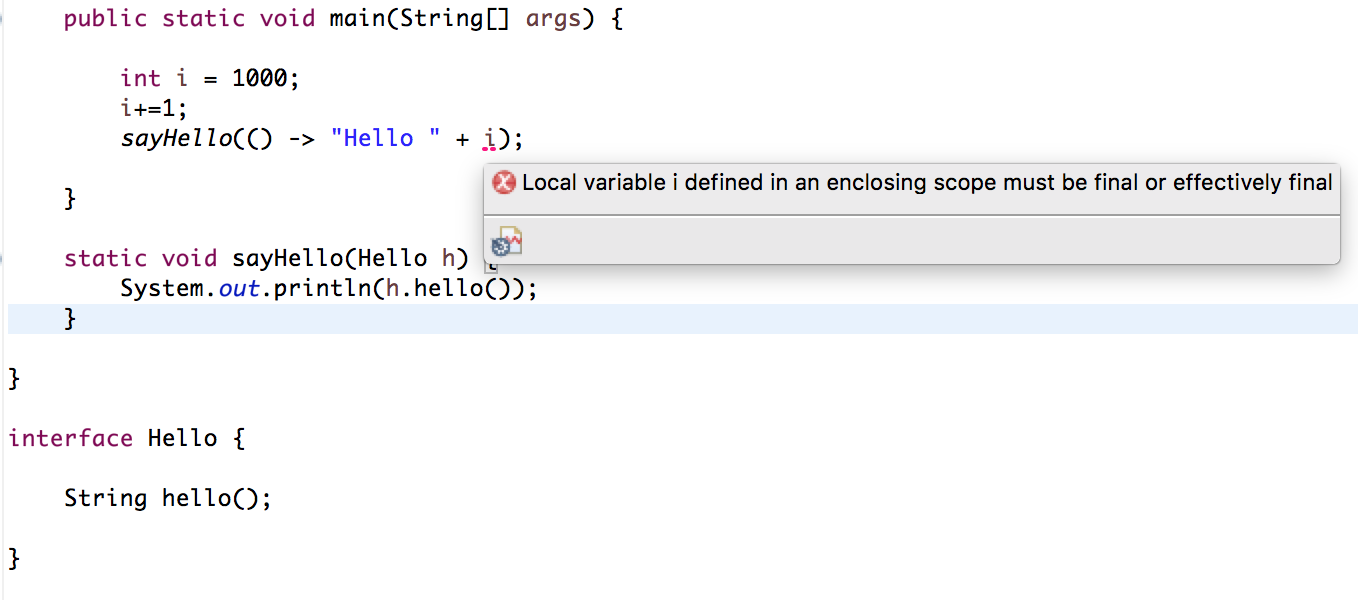 public static void main(String[] args) {
int i = 1000;
i+=1;
sayHello(() -> "Hello " + i);
Local variable i defined in an enclosing scope must be final or effectively final
}
static void sayHello(Hello h) {
System.out.println(h.hello());
}
}
interface Hello {
String hello();
}